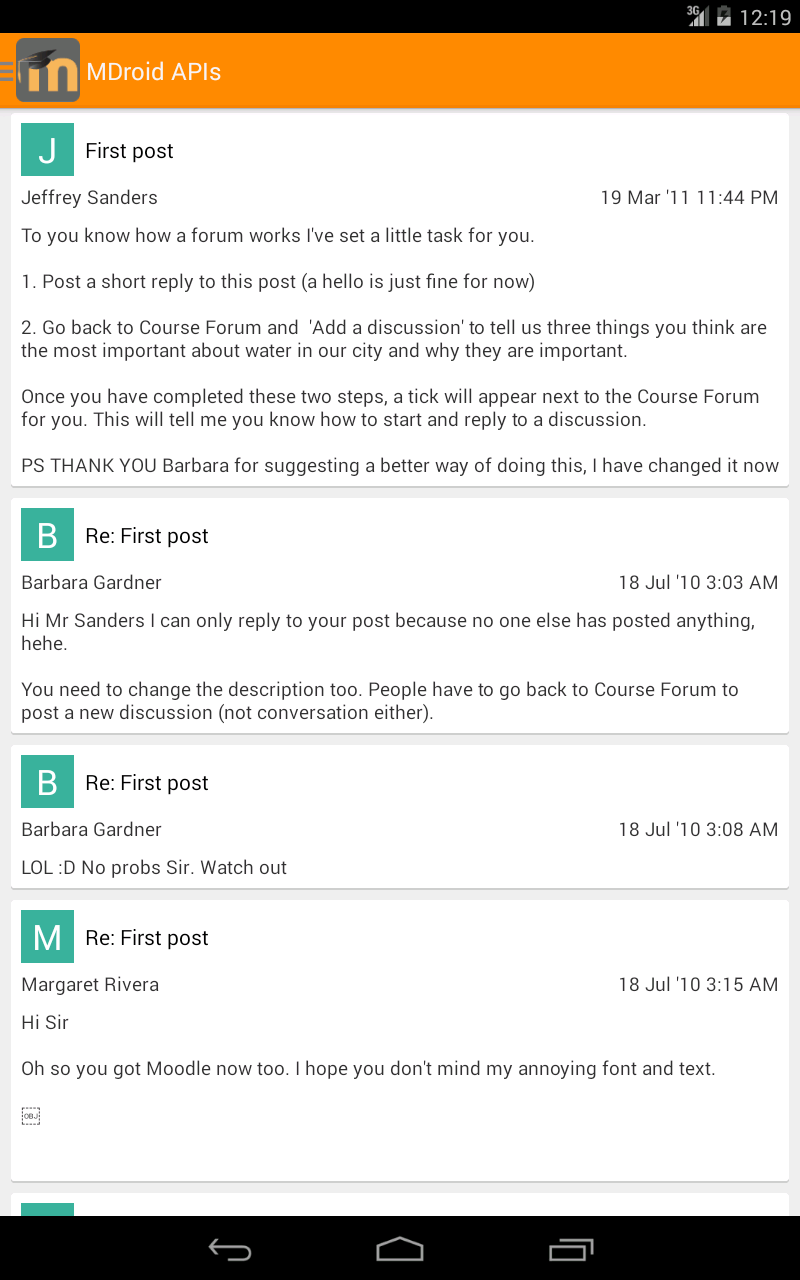 3G 12:19
m MDroid APIs
J First post
Jeffrey Sanders 19 Mar '11 11:44 PM
To you know how a forum works I've set a little task for you.
1. Post a short reply to this post (a hello is just fine for now)
2. Go back to Course Forum and  'Add a discussion' to tell us three things you think are
the most important about water in our city and why they are important.
Once you have completed these two steps, a tick will appear next to the Course Forum
for you. This will tell me you know how to start and reply to a discussion.
PS THANK YOU Barbara for suggesting a better way of doing this, I have changed it now
B Re: First post
Barbara Gardner 18 Jul '10 3:03 AM
Hi Mr Sanders I can only reply to your post because no one else has posted anything,
hehe.
You need to change the description too. People have to go back to Course Forum to
post a new discussion (not conversation either).
B Re: First post
Barbara Gardner 18 Jul '10 3:08 AM
LOL :D No probs Sir. Watch out
M Re: First post
Margaret Rivera 18 Jul '10 3:15 AM
Hi Sir
Oh so you got Moodle now too. I hope you don't mind my annoying font and text.
OBJ